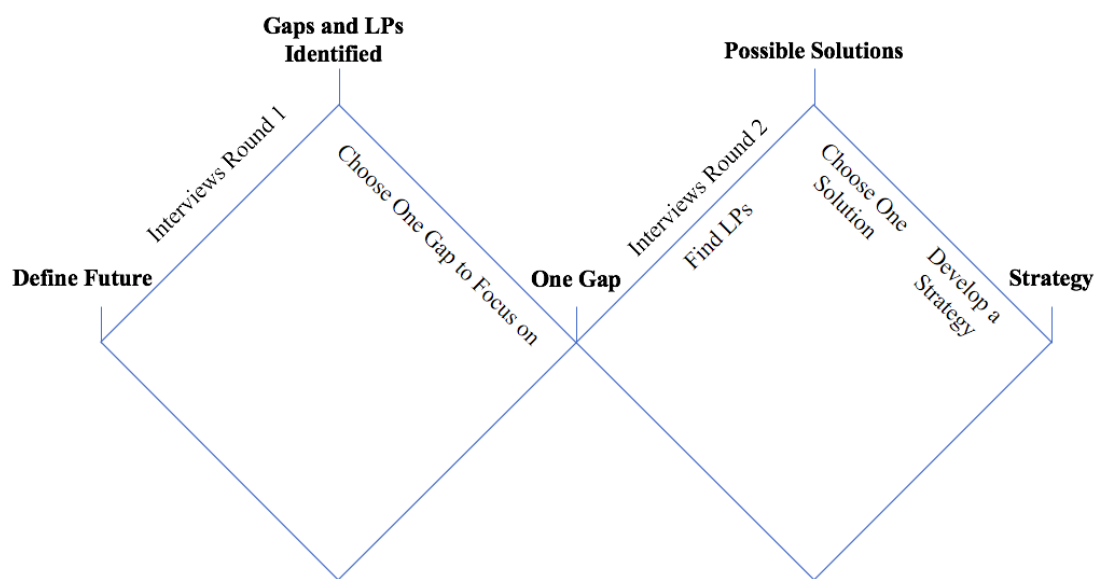 Gaps and LPs
Identified
Possible Solutions
Interviews Round 1
Choose One Gap to Focus on
Interviews Round 2
Find LPs
Choose One
Solution
Develop a
Strategy
Define Future
One Gap
Strategy